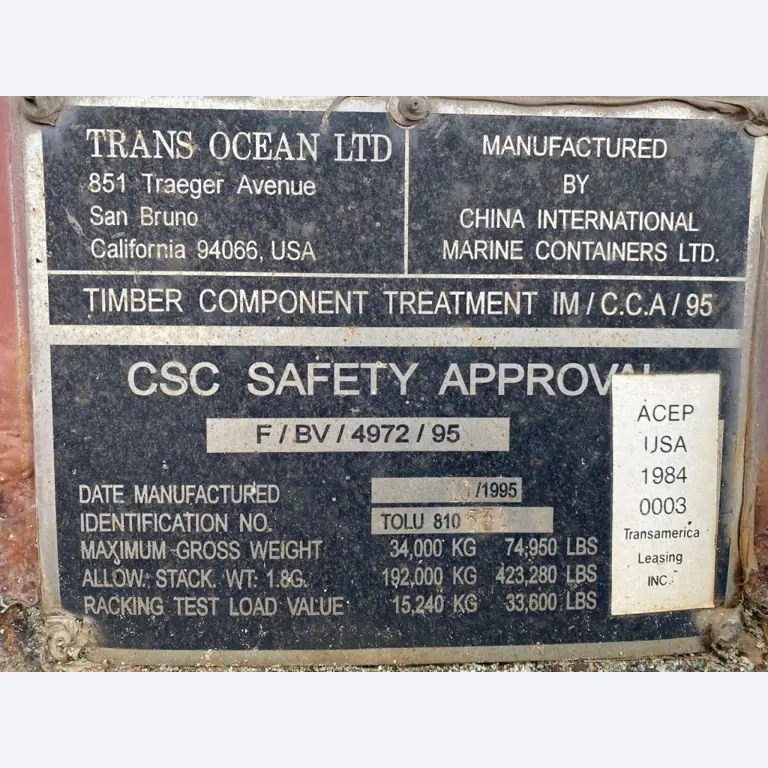 TRANS OCEAN LTD
851 Traeger Avenue
San Bruno
California 94066, USA
MANUFACTURED
BY
CHINA INTERNATIONAL
MARINE CONTAINERS LTD.
TIMBER COMPONENT TREATMENT IM / C.C.A / 95
CSC SAFETY APPROVAL
F / BV / 4972 / 95
DATE MANUFACTURED /1995
IDENTIFICATION NO. TOLU 810
MAXIMUM GROSS WEIGHT 34,000 KG 74,950 LBS
ALLOW. STACK. WT. 1.8G. 192,000 KG 423,280 LBS
RACKING TEST LOAD VALUE 15,240 KG 33,600 LBS
ACEP
USA
1984
0003
Transamerica
Leasing
INC.